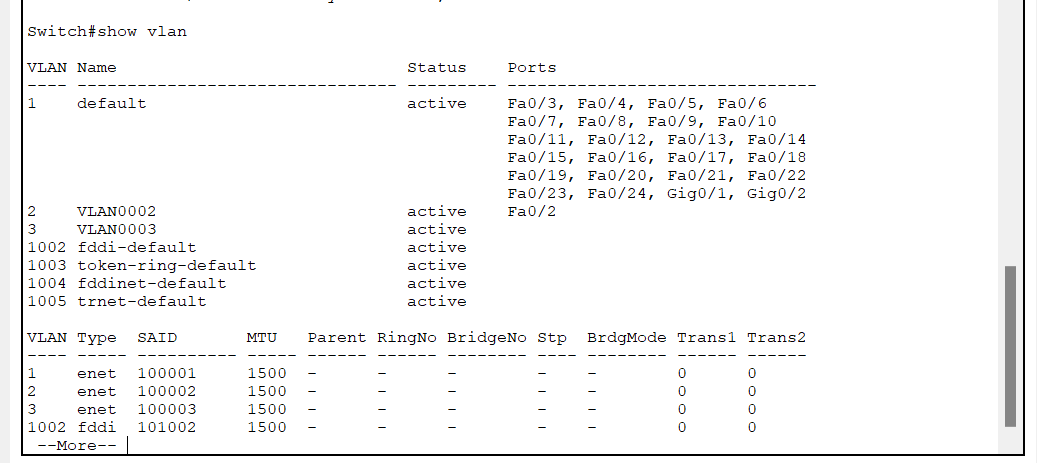 Switch#show vlan
VLAN Name                             Status    Ports
---- -------------------------------- --------- -------------------------------
1    default                          active    Fa0/3, Fa0/4, Fa0/5, Fa0/6
                                                Fa0/7, Fa0/8, Fa0/9, Fa0/10
                                                Fa0/11, Fa0/12, Fa0/13, Fa0/14
                                                Fa0/15, Fa0/16, Fa0/17, Fa0/18
                                                Fa0/19, Fa0/20, Fa0/21, Fa0/22
                                                Fa0/23, Fa0/24, Gig0/1, Gig0/2
2    VLAN0002                         active    Fa0/2
3    VLAN0003                         active
1002 fddi-default                     active
1003 token-ring-default               active
1004 fddinet-default                  active
1005 trnet-default                    active
VLAN Type  SAID       MTU   Parent RingNo BridgeNo Stp  BrdgMode Trans1 Trans2
---- ----- ---------- ----- ------ ------ -------- ---- -------- ------ ------
1    enet  100001     1500  -      -      -        -    -        0      0
2    enet  100002     1500  -      -      -        -    -        0      0
3    enet  100003     1500  -      -      -        -    -        0      0
1002 fddi  101002     1500  -      -      -        -    -        0      0
 --More--